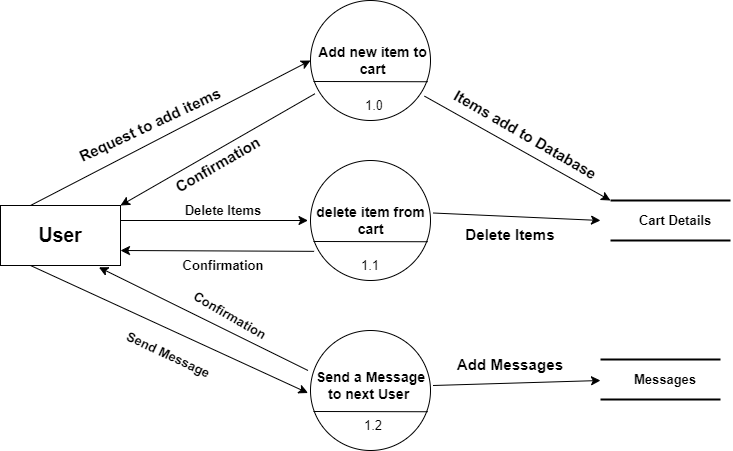 Add new item to
cart
1.0
Request to add items
Items add to Database
Confirmation
User
Delete Items
delete item from
cart
1.1
Delete Items
Cart Details
Confirmation
Confirmation
Send Message
Send a Message
to next User
1.2
Add Messages
Messages